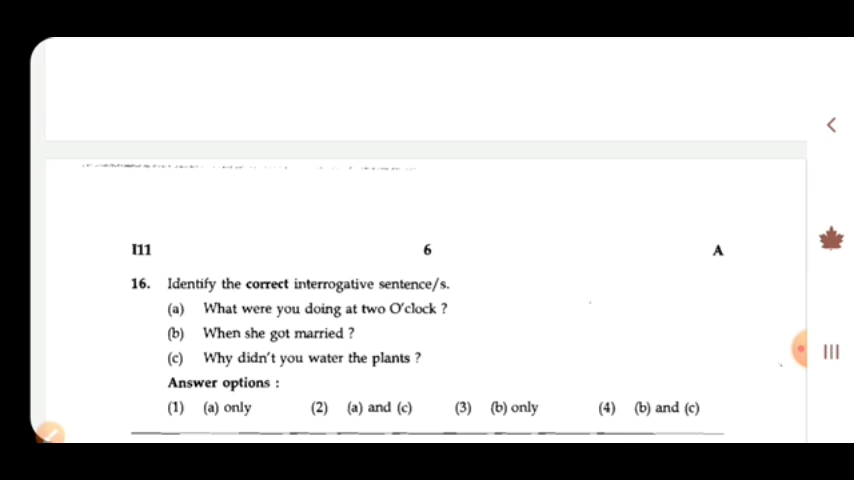 I11 6 A
16. Identify the correct interrogative sentence/s.
(a) What were you doing at two O'clock ?
(b) When she got married ?
(c) Why didn't you water the plants ?
Answer options :
(1) (a) only (2) (a) and (c) (3) (b) only (4) (b) and (c)